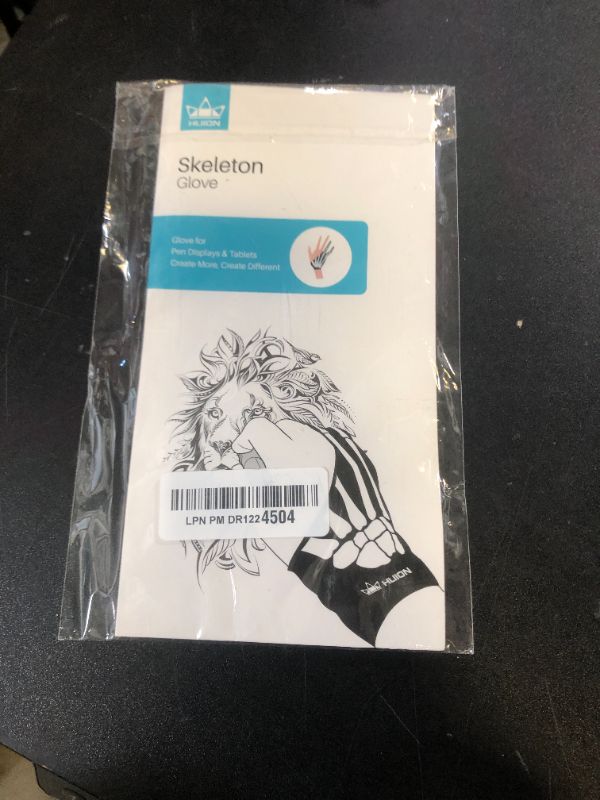 HUION
Skeleton
Glove
Glove for
Pen Displays & Tablets
Create More, Create Different
LPN PM DR1224504
HUION